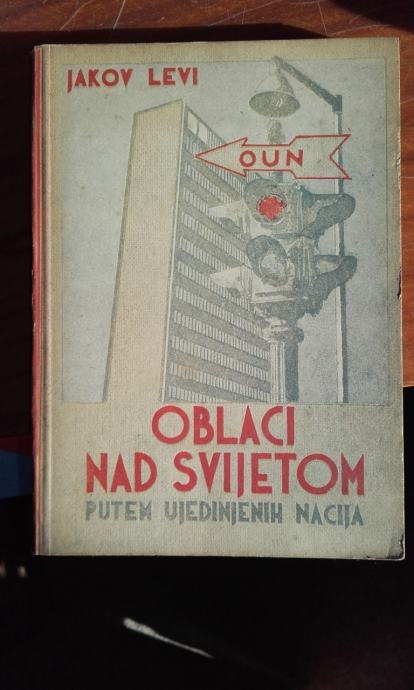 JAKOV LEVI
OUN
OBLACI
NAD SVIJETOM
PUTEM UJEDINJENIH NACIJA